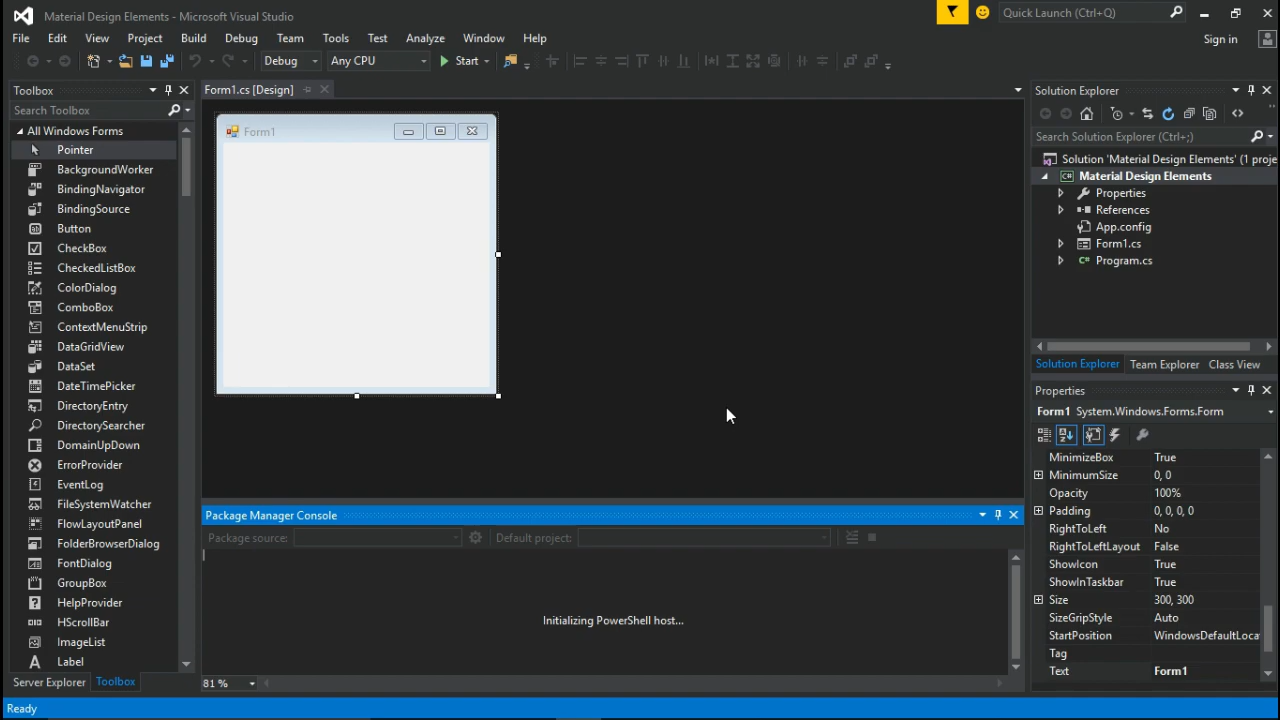 Material Design Elements - Microsoft Visual Studio
Quick Launch (Ctrl+Q)
File Edit View Project Build Debug Team Tools Test Analyze Window Help
Sign in
Debug Any CPU Start
Toolbox
Search Toolbox
All Windows Forms
Pointer
BackgroundWorker
BindingNavigator
BindingSource
Button
CheckBox
CheckedListBox
ColorDialog
ComboBox
ContextMenuStrip
DataGridView
DataSet
DateTimePicker
DirectoryEntry
DirectorySearcher
DomainUpDown
ErrorProvider
EventLog
FileSystemWatcher
FlowLayoutPanel
FolderBrowserDialog
FontDialog
GroupBox
HelpProvider
HScrollBar
ImageList
Label
Server Explorer Toolbox
Form1.cs [Design]
Form1
Package Manager Console
Package source: Default project:
Initializing PowerShell host...
81 %
Solution Explorer
Search Solution Explorer (Ctrl+;)
Solution 'Material Design Elements' (1 proje
Material Design Elements
Properties
References
App.config
Form1.cs
C# Program.cs
Solution Explorer Team Explorer Class View
Properties
Form1 System.Windows.Forms.Form
MinimizeBox True
MinimumSize 0, 0
Opacity 100%
Padding 0, 0, 0, 0
RightToLeft No
RightToLeftLayout False
ShowIcon True
ShowInTaskbar True
Size 300, 300
SizeGripStyle Auto
StartPosition WindowsDefaultLoca
Tag
Text Form1
Ready